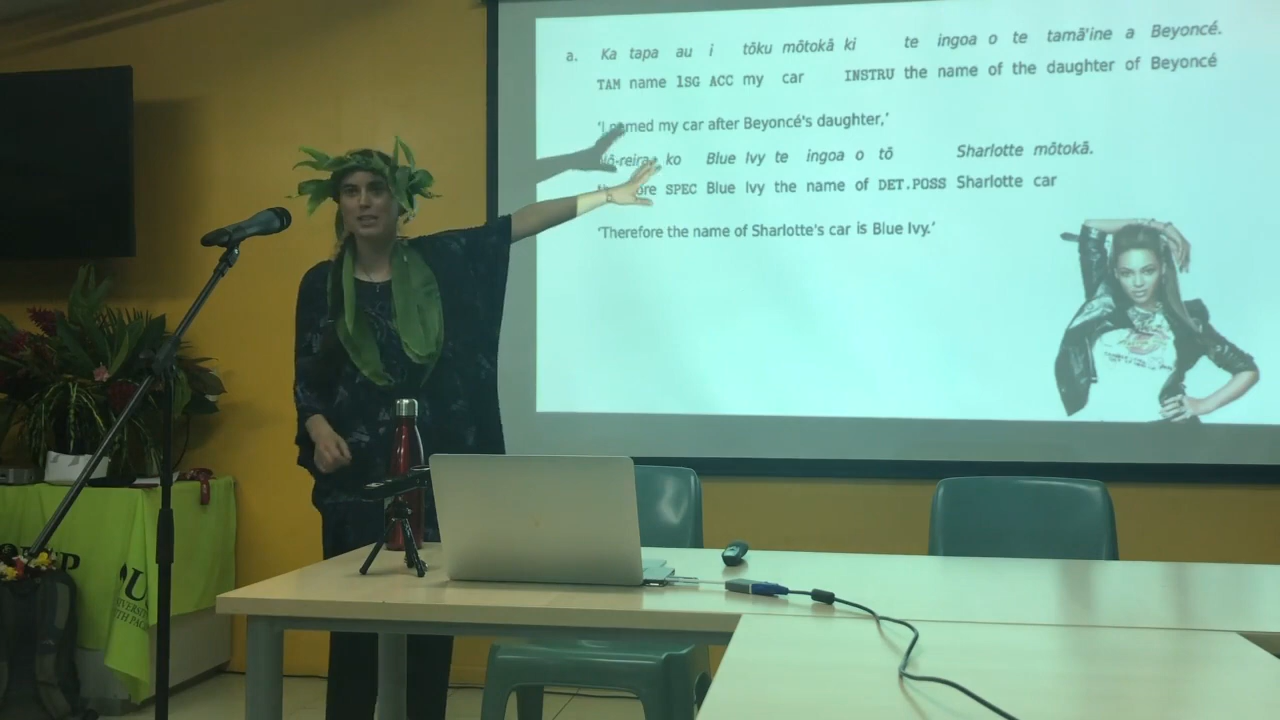 a. Ka tapa au i tōku mōtokā ki te ingoa o te tamā'ine a Beyoncé.
TAM name 1SG ACC my car INSTRU the name of the daughter of Beyoncé
'I named my car after Beyoncé's daughter,'
ko Blue Ivy te ingoa o tō Sharlotte mōtokā.
SPEC Blue Ivy the name of DET.POSS Sharlotte car
'Therefore the name of Sharlotte's car is Blue Ivy.'